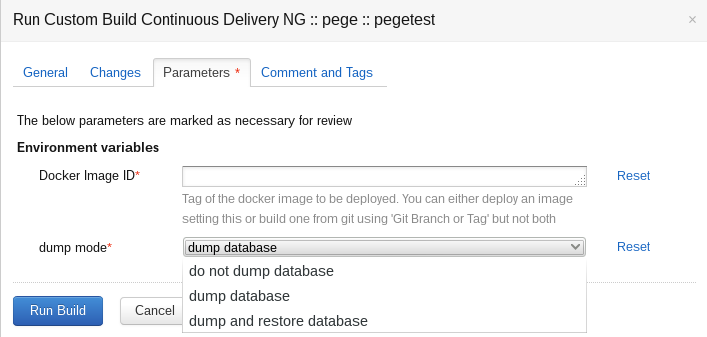 Run Custom Build Continuous Delivery NG :: pege :: pegetest ×
General Changes Parameters * Comment and Tags
The below parameters are marked as necessary for review
Environment variables
Docker Image ID* Reset
Tag of the docker image to be deployed. You can either deploy an image
setting this or build one from git using 'Git Branch or Tag' but not both
dump mode* dump database Reset
do not dump database
dump database
dump and restore database
Run Build Cancel